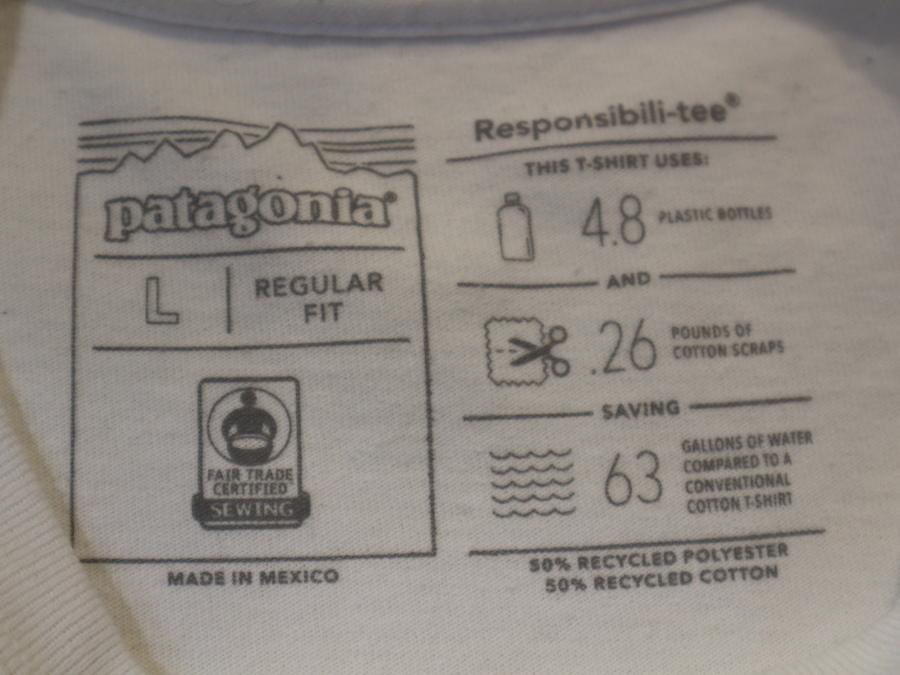 patagonia®
L
REGULAR
FIT
FAIR TRADE
CERTIFIED
SEWING
MADE IN MEXICO
Responsibili-tee®
THIS T-SHIRT USES:
4.8 PLASTIC BOTTLES
AND
.26 POUNDS OF
COTTON SCRAPS
SAVING
63 GALLONS OF WATER
COMPARED TO A
CONVENTIONAL
COTTON T-SHIRT
50% RECYCLED POLYESTER
50% RECYCLED COTTON